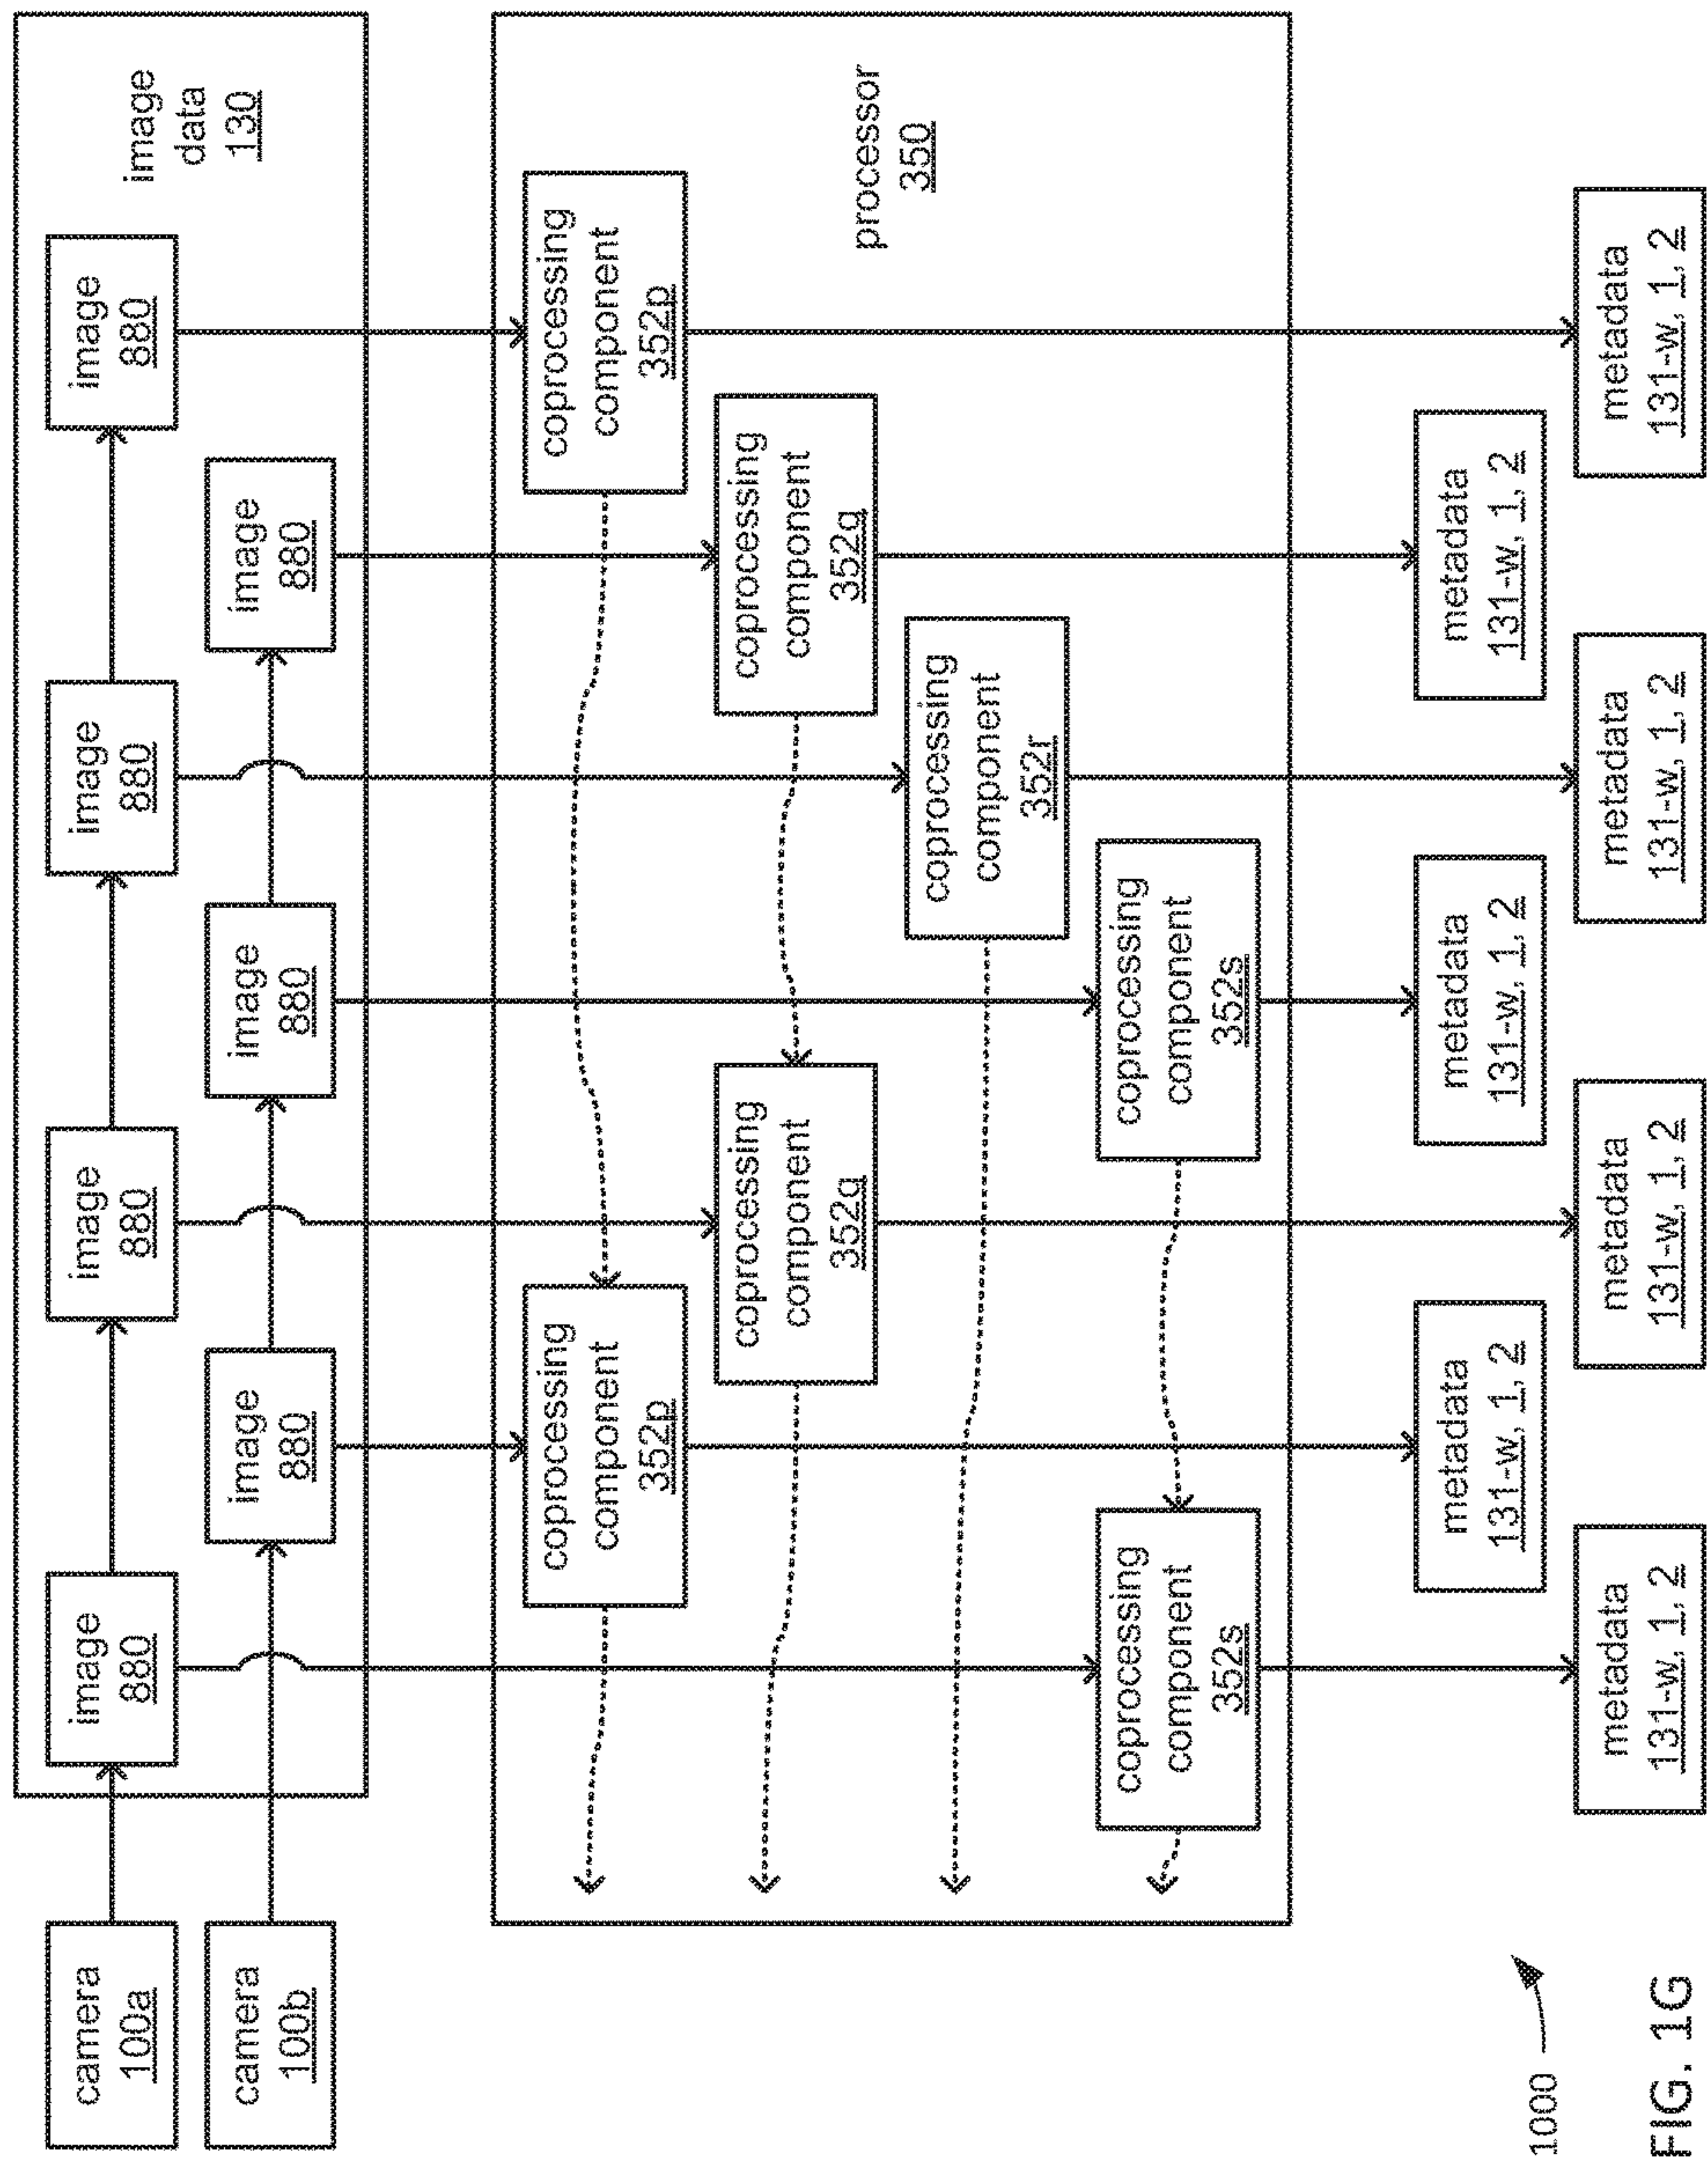 camera
100a
image
880
image
880
image
880
image
880
image
data
130
camera
100b
image
880
image
880
image
880
coprocessing
component
352p
coprocessing
component
352p
coprocessing
component
352q
coprocessing
component
352q
processor
350
coprocessing
component
352r
coprocessing
component
352s
coprocessing
component
352s
metadata
131-w, 1, 2
metadata
131-w, 1, 2
metadata
131-w, 1, 2
metadata
131-w, 1, 2
metadata
131-w, 1, 2
metadata
131-w, 1, 2
metadata
131-w, 1, 2
1000
FIG. 1G